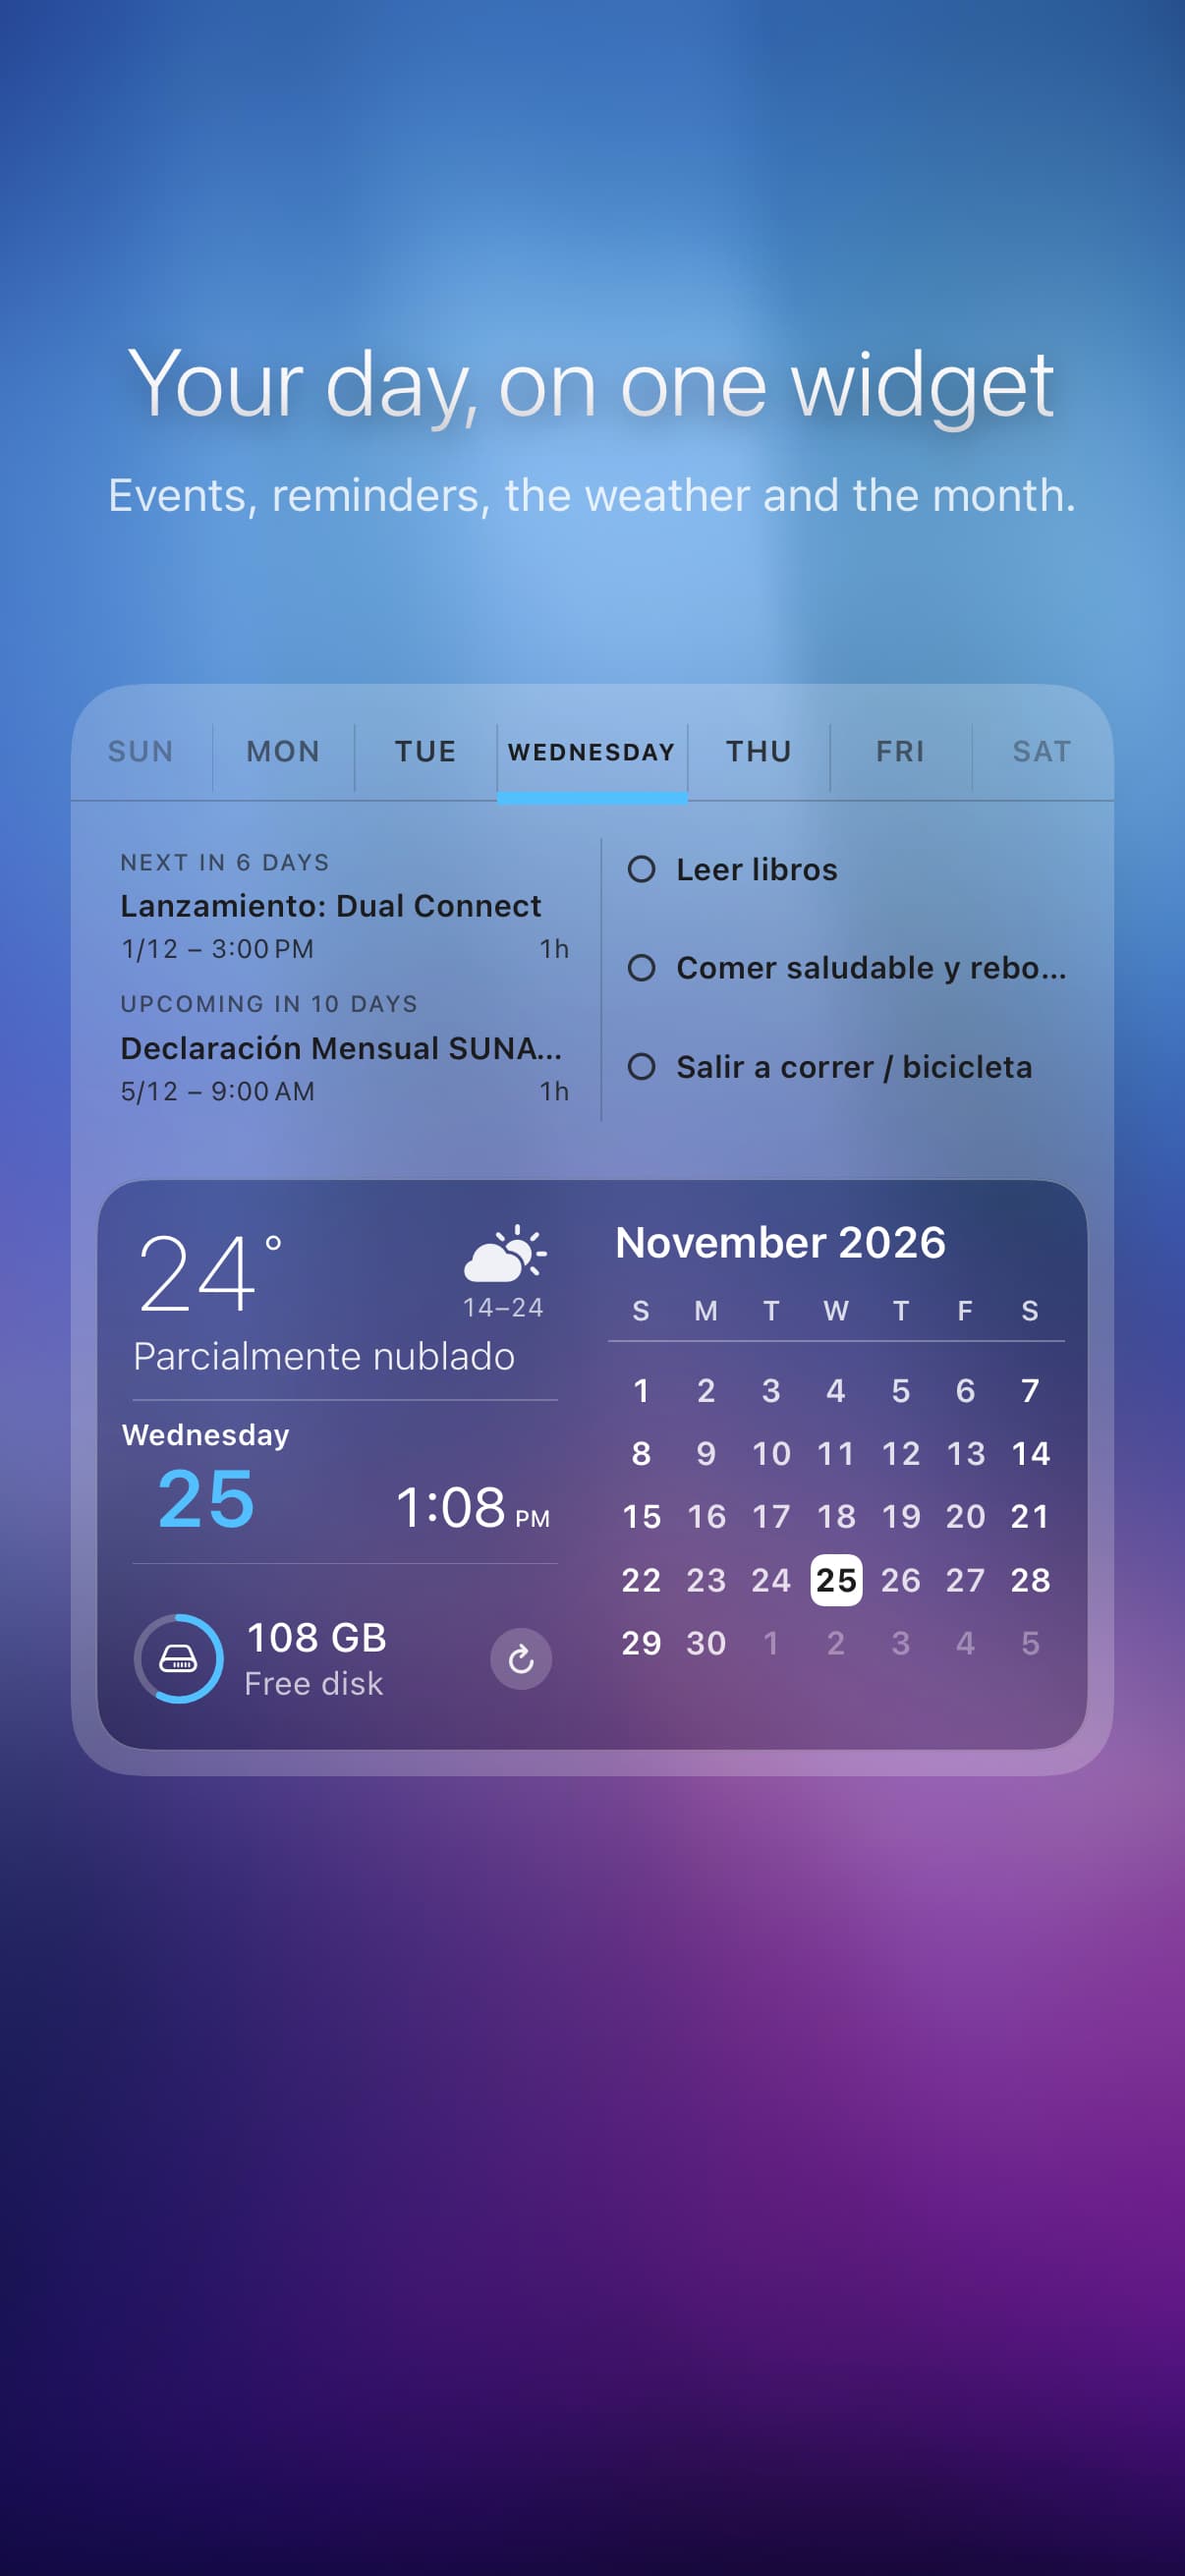 Your day, on one widget
Events, reminders, the weather and the month.
SUN MON TUE WEDNESDAY THU FRI SAT
NEXT IN 6 DAYS
Lanzamiento: Dual Connect
1/12 – 3:00 PM 1h
UPCOMING IN 10 DAYS
Declaración Mensual SUNA...
5/12 – 9:00 AM 1h
Leer libros
Comer saludable y rebo...
Salir a correr / bicicleta
24°
14–24
Parcialmente nublado
Wednesday
25
1:08 PM
108 GB
Free disk
November 2026
S M T W T F S
1 2 3 4 5 6 7
8 9 10 11 12 13 14
15 16 17 18 19 20 21
22 23 24 25 26 27 28
29 30 1 2 3 4 5